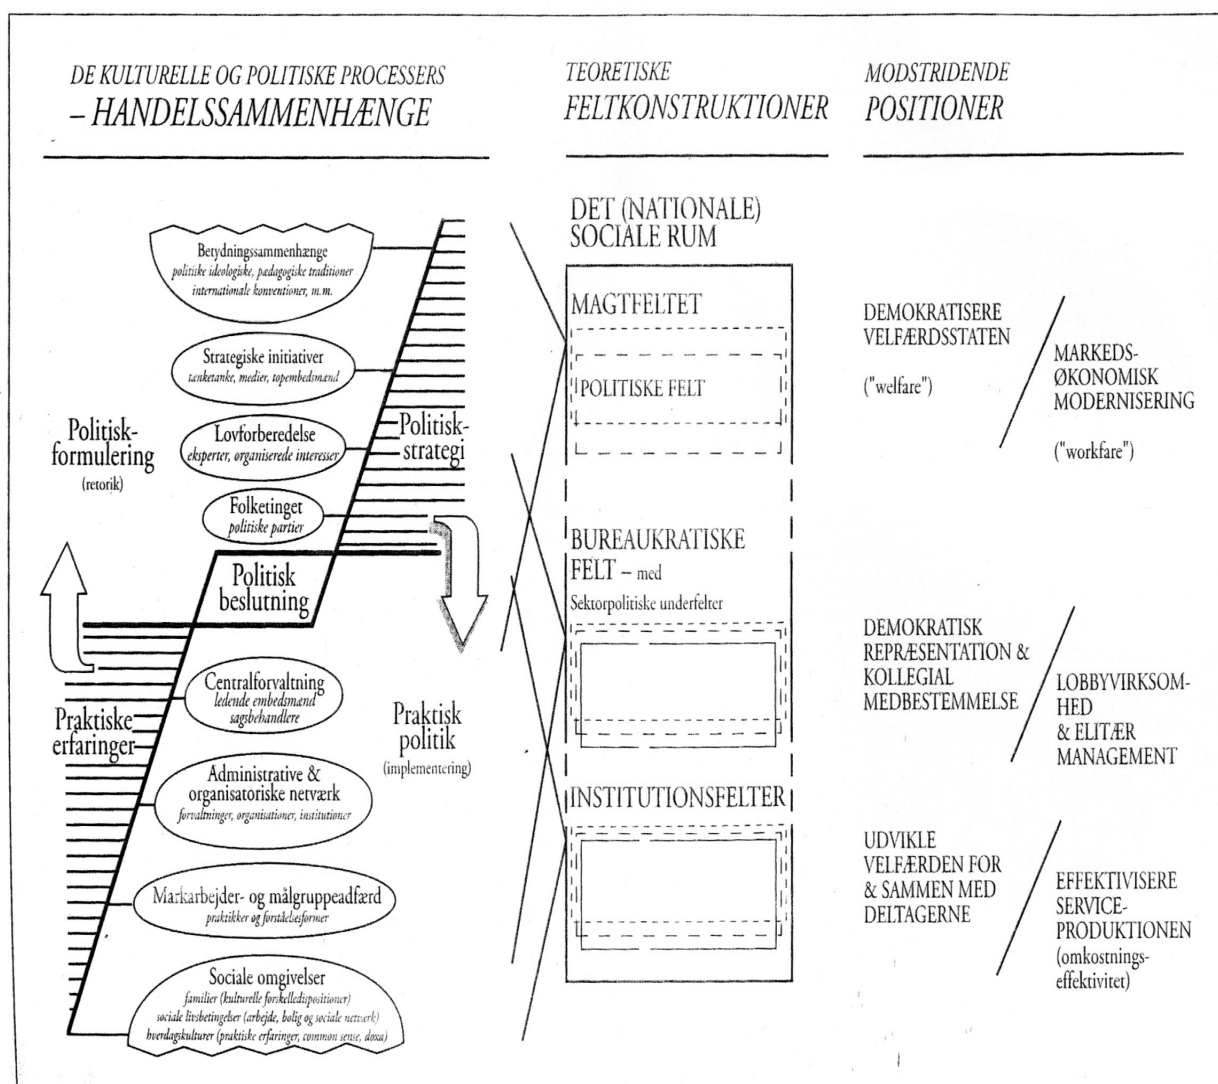 DE KULTURELLE OG POLITISKE PROCESSERS
– HANDELSSAMMENHÆNGE
TEORETISKE
FELTKONSTRUKTIONER
MODSTRIDENDE
POSITIONER
Betydningssammenhænge
politiske ideologiske, pædagogiske traditioner
internationale konventioner, m.m.
Strategiske initiativer
tænketanke, medier, topembedsmænd
Lovforberedelse
eksperter, organiserede interesser
Folketinget
politiske partier
Politisk-
formulering
(retorik)
Politisk-
strategi
Politisk
beslutning
Praktiske
erfaringer
Praktisk
politik
(implementering)
Centralforvaltning
ledende embedsmænd
sagsbehandlere
Administrative &
organisatoriske netværk
forvaltninger, organisationer, institutioner
Markarbejder- og målgruppeadfærd
praktikker og forståelsesformer
Sociale omgivelser
familier (kulturelle forskelledispositioner)
sociale livsbetingelser (arbejde, bolig og sociale netværk)
hverdagskulturer (praktiske erfaringer, common sense, doxa)
DET (NATIONALE)
SOCIALE RUM
MAGTFELTET
POLITISKE FELT
BUREAUKRATISKE
FELT – med
Sektorpolitiske underfelter
INSTITUTIONSFELTER
DEMOKRATISERE
VELFÆRDSSTATEN
("welfare")
MARKEDS-
ØKONOMISK
MODERNISERING
("workfare")
DEMOKRATISK
REPRÆSENTATION &
KOLLEGIAL
MEDBESTEMMELSE
LOBBYVIRKSOM-
HED
& ELITÆR
MANAGEMENT
UDVIKLE
VELFÆRDEN FOR
& SAMMEN MED
DELTAGERNE
EFFEKTIVISERE
SERVICE-
PRODUKTIONEN
(omkostnings-
effektivitet)